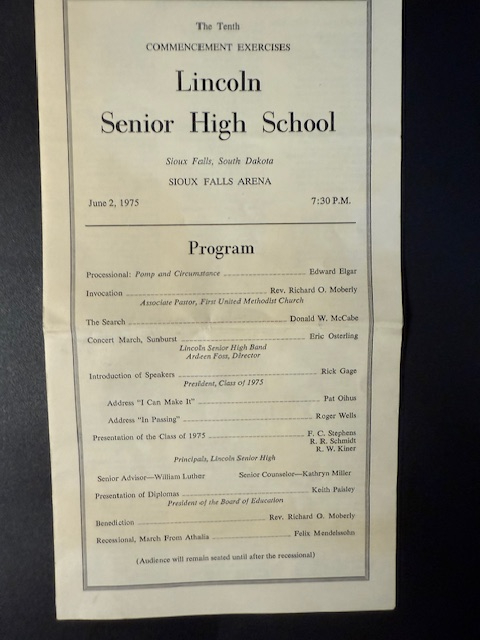 The Tenth
COMMENCEMENT EXERCISES
Lincoln
Senior High School
Sioux Falls, South Dakota
SIOUX FALLS ARENA
June 2, 1975 7:30 P.M.
Program
Processional: Pomp and Circumstance Edward Elgar
Invocation Rev. Richard O. Moberly
Associate Pastor, First United Methodist Church
The Search Donald W. McCabe
Concert March, Sunburst Eric Osterling
Lincoln Senior High Band
Ardeen Foss, Director
Introduction of Speakers Rick Gage
President, Class of 1975
Address "I Can Make It" Pat Oihus
Address "In Passing" Roger Wells
Presentation of the Class of 1975 F. C. Stephens
R. R. Schmidt
R. W. Kiner
Principals, Lincoln Senior High
Senior Advisor—William Luther Senior Counselor—Kathryn Miller
Presentation of Diplomas Keith Paisley
President of the Board of Education
Benediction Rev. Richard O. Moberly
Recessional, March From Athalia Felix Mendelssohn
(Audience will remain seated until after the recessional)